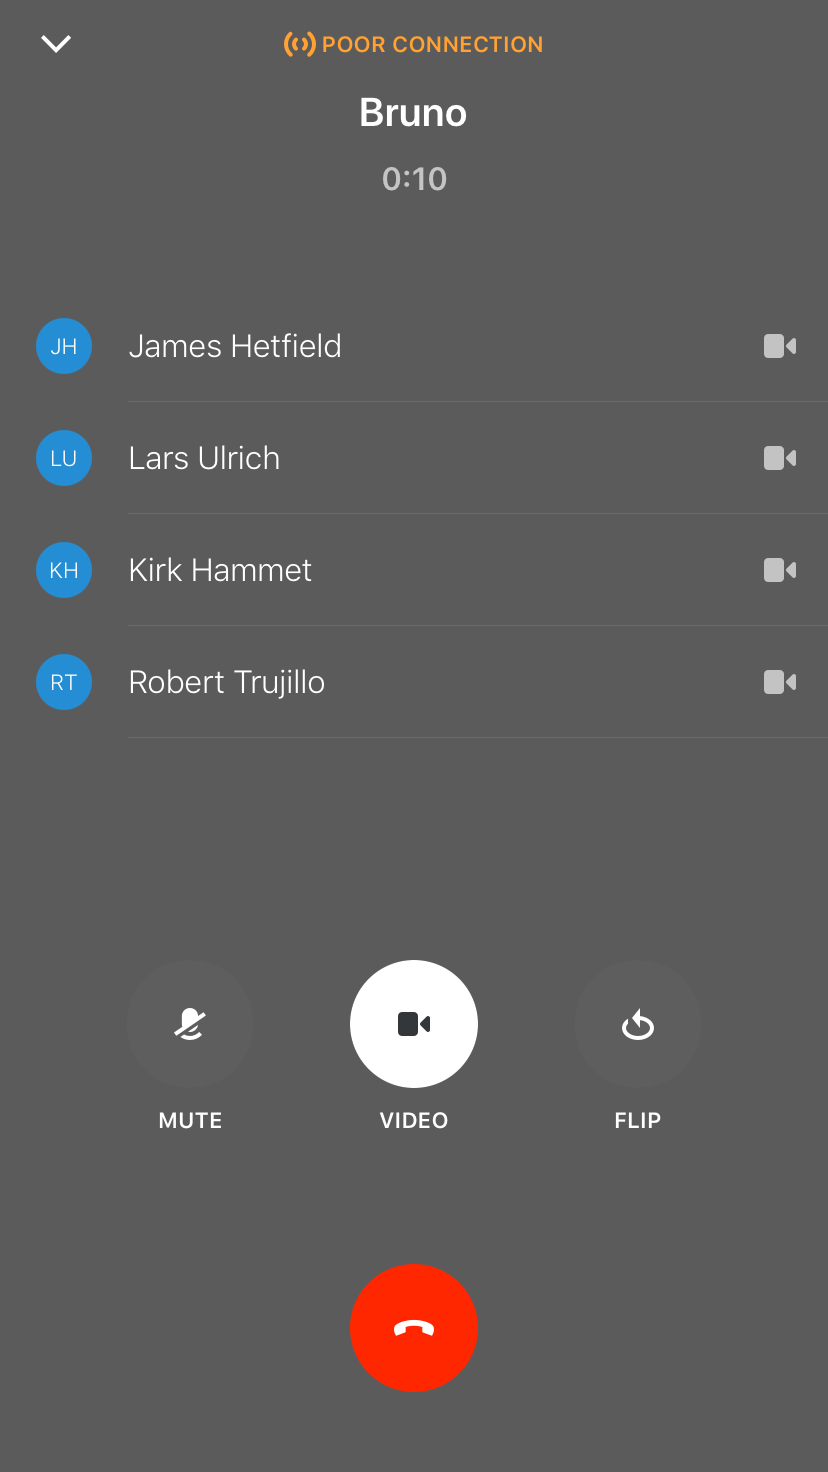 POOR CONNECTION
Bruno
0:10
JH James Hetfield
LU Lars Ulrich
KH Kirk Hammet
RT Robert Trujillo
MUTE VIDEO FLIP